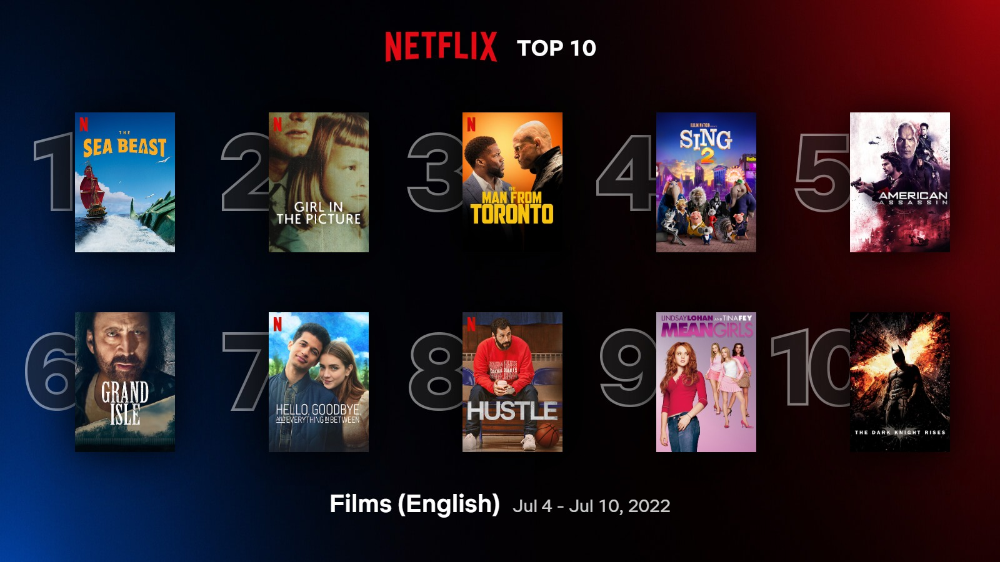 NETFLIX TOP 10
1
N
THE
SEA BEAST
2
N
GIRL IN
THE PICTURE
3
N
THE
MAN FROM
TORONTO
4
ILLUMINATION
SING
2
5
AMERICAN
ASSASSIN
6
GRAND
ISLE
7
N
HELLO, GOODBYE,
AND EVERYTHING IN BETWEEN
8
N
HUSTLE
9
LINDSAY LOHAN AND TINA FEY
MEAN GIRLS
10
THE DARK KNIGHT RISES
Films (English) Jul 4 - Jul 10, 2022